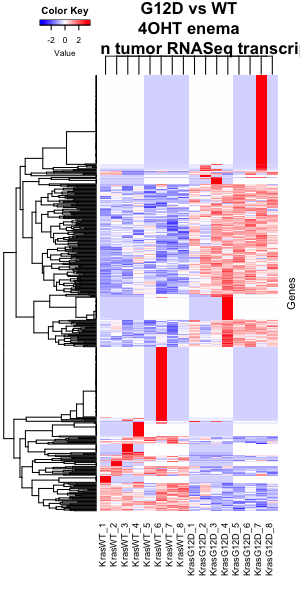 Color Key
-2 0 2
Value
G12D vs WT
4OHT enema
n tumor RNASeq transcrip
Genes
KrasWT_1
KrasWT_2
KrasWT_3
KrasWT_4
KrasWT_5
KrasWT_6
KrasWT_7
KrasWT_8
KrasG12D_1
KrasG12D_2
KrasG12D_3
KrasG12D_4
KrasG12D_5
KrasG12D_6
KrasG12D_7
KrasG12D_8